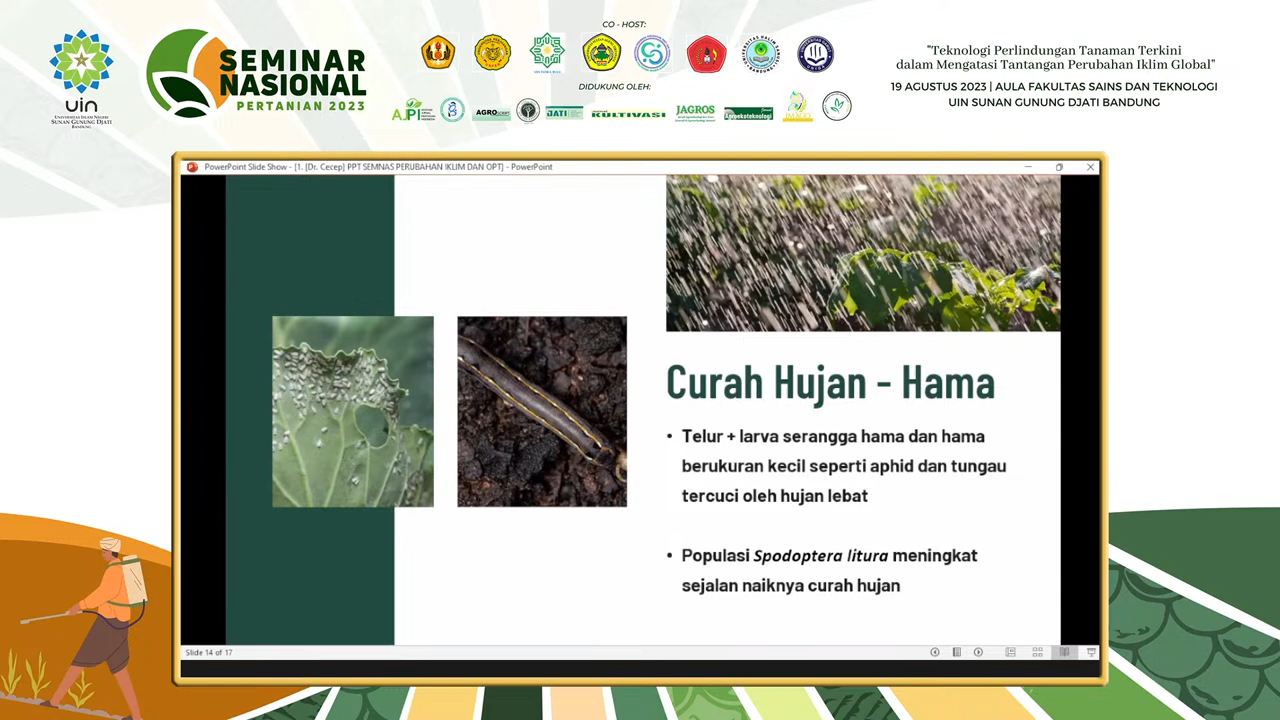 uin
UNIVERSITAS ISLAM NEGERI
SUNAN GUNUNG DJATI
BANDUNG
SEMINAR
NASIONAL
PERTANIAN 2023
CO - HOST:
DIDUKUNG OLEH:
AJPI
AGROSCRIPT
JATI
KULTIVASI
JAGROS
"Teknologi Perlindungan Tanaman Terkini
dalam Mengatasi Tantangan Perubahan Iklim Global"
19 AGUSTUS 2023 | AULA FAKULTAS SAINS DAN TEKNOLOGI
UIN SUNAN GUNUNG DJATI BANDUNG
PowerPoint Slide Show - [1. [Dr. Cecep] PPT SEMNAS PERUBAHAN IKLIM DAN OPT] - PowerPoint
Curah Hujan - Hama
• Telur + larva serangga hama dan hama
berukuran kecil seperti aphid dan tungau
tercuci oleh hujan lebat
• Populasi Spodoptera litura meningkat
sejalan naiknya curah hujan
Slide 14 of 17